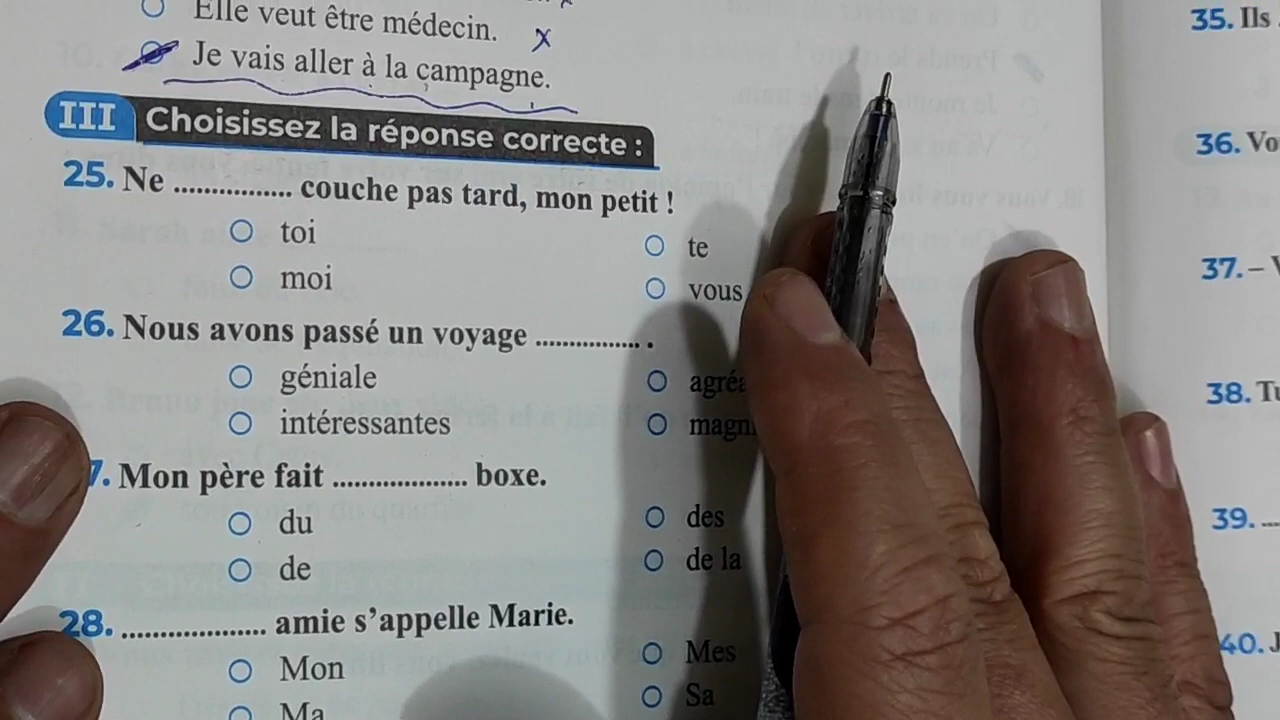 Elle veut être médecin. x
Je vais aller à la campagne.
III Choisissez la réponse correcte :
25. Ne ................ couche pas tard, mon petit !
toi
te
moi
vous
26. Nous avons passé un voyage ................ .
géniale
intéressantes
7. Mon père fait ................... boxe.
du
des
de
de la
28. .................... amie s'appelle Marie.
Mon
Mes
Ma
Sa
35. Ils
36. Vo
37. –
38. Tu
39. ...
40. J